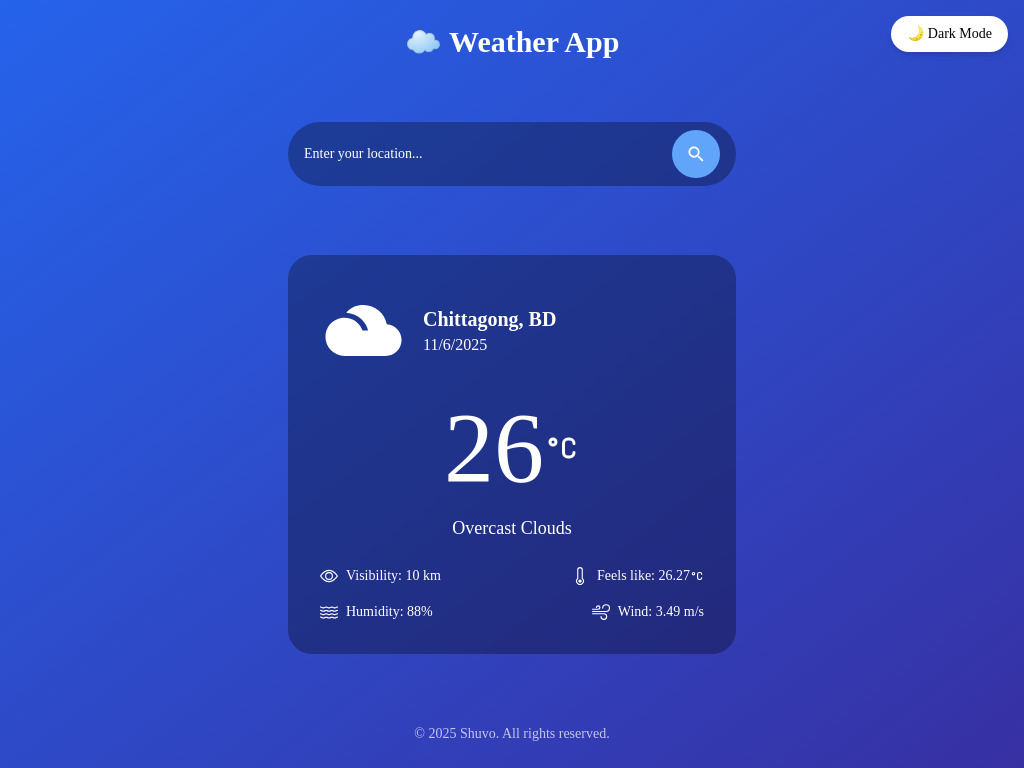 ☁️ Weather App
🌙 Dark Mode
Enter your location...
Chittagong, BD
11/6/2025
26°C
Overcast Clouds
Visibility: 10 km
Feels like: 26.27°C
Humidity: 88%
Wind: 3.49 m/s
© 2025 Shuvo. All rights reserved.